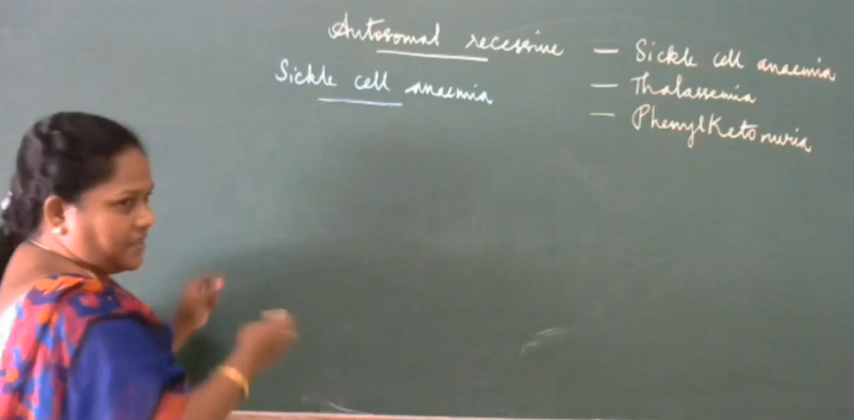 Autosomal recessive — Sickle cell anaemia
Sickle cell anaemia — Thalassemia
— PhenylKetonuria